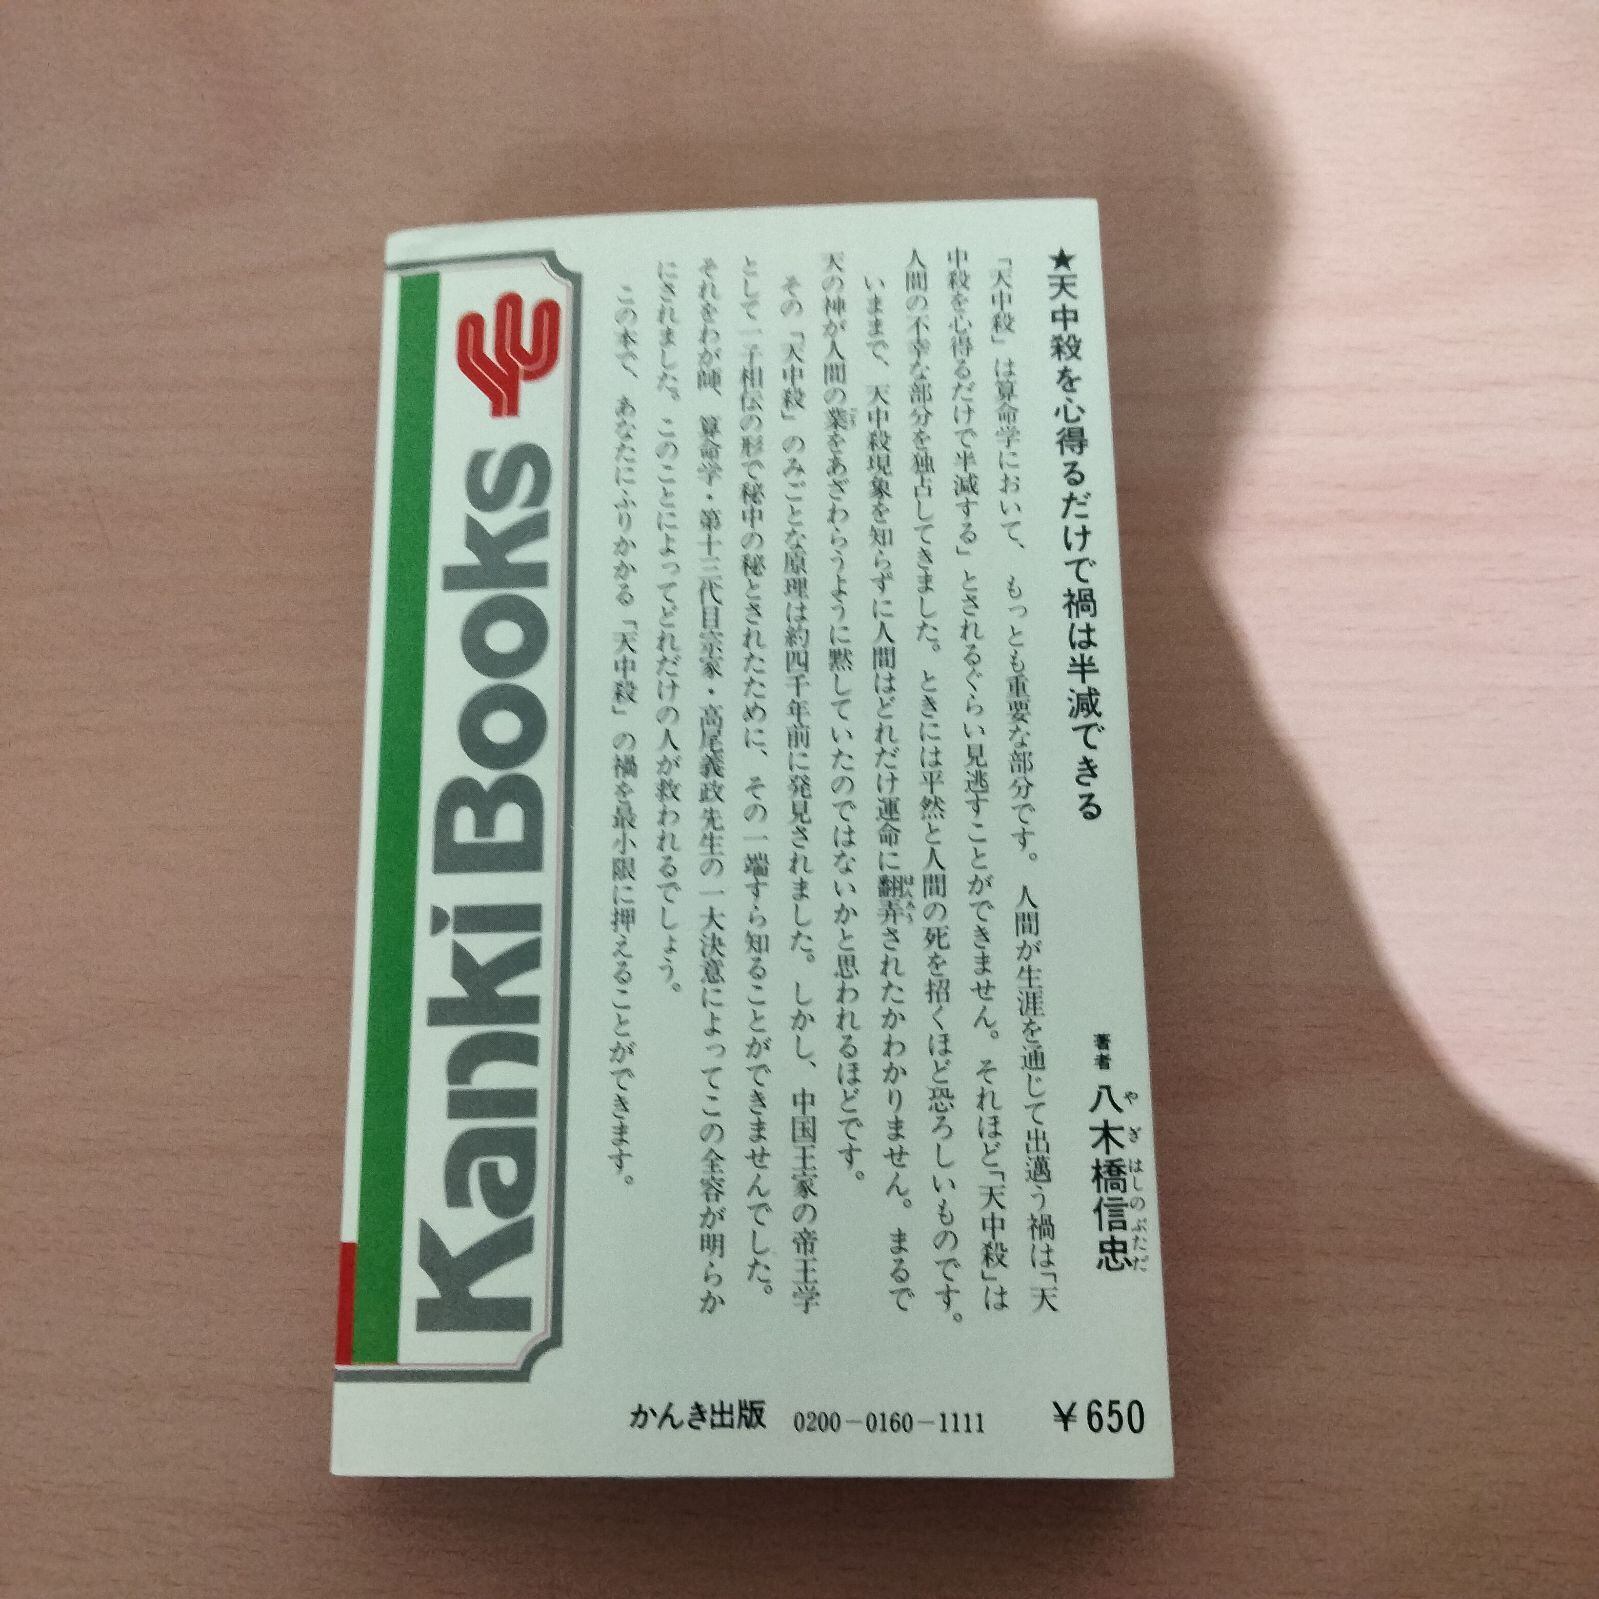 ★天中殺を心得るだけで禍は半減できる
著者 八木橋信忠
やぎはしのぶただ
「天中殺」は算命学において、もっとも重要な部分です。人間が生涯を通じて出遇う禍は「天
中殺を心得るだけで半減する」とされるぐらい見逃すことができません。それほど「天中殺」は
人間の不幸な部分を独占してきました。ときには平然と人間の死を招くほど恐ろしいものです。
いままで、天中殺現象を知らずに人間はどれだけ運命に翻弄されたかわかりません。まるで
ほんろう
天の神が人間の業をあざわらうように黙していたのではないかと思われるほどです。
ごう
その「天中殺」のみごとな原理は約四千年前に発見されました。しかし、中国王家の帝王学
として一子相伝の形で秘中の秘とされたために、その一端すら知ることができませんでした。
それをわが師、算命学・第十三代目宗家・高尾義政先生の一大決意によってこの全容が明らか
にされました。このことによってどれだけの人が救われるでしょう。
この本で、あなたにふりかかる「天中殺」の禍を最小限に押えることができます。
Kanki Books
かんき出版 0200-0160-1111 ¥650